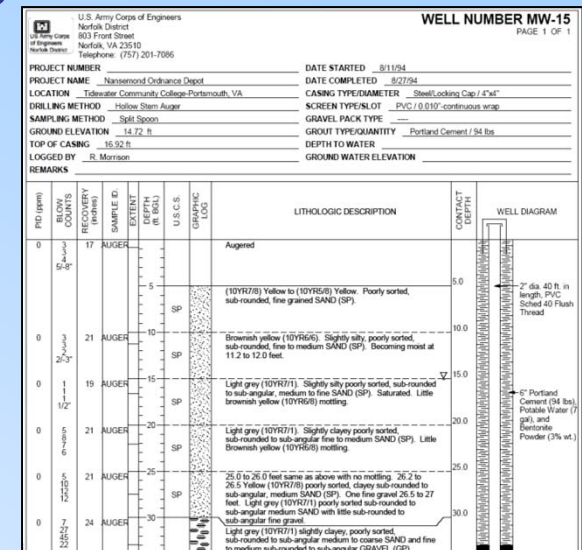 US Army Corps
of Engineers
Norfolk District
U.S. Army Corps of Engineers
Norfolk District
803 Front Street
Norfolk, VA 23510
Telephone: (757) 201-7086
WELL NUMBER MW-15
PAGE 1 OF 1
PROJECT NUMBER
PROJECT NAME Nansemond Ordnance Depot
LOCATION Tidewater Community College-Portsmouth, VA
DRILLING METHOD Hollow Stem Auger
SAMPLING METHOD Split Spoon
GROUND ELEVATION 14.72 ft
TOP OF CASING 16.92 ft
LOGGED BY R. Morrison
REMARKS
DATE STARTED 8/11/94
DATE COMPLETED 8/27/94
CASING TYPE/DIAMETER Steel/Locking Cap / 4"x4"
SCREEN TYPE/SLOT PVC / 0.010"-continuous wrap
GRAVEL PACK TYPE ----
GROUT TYPE/QUANTITY Portland Cement / 94 lbs
DEPTH TO WATER
GROUND WATER ELEVATION
PID (ppm)
BLOW COUNTS
RECOVERY (inches)
SAMPLE ID.
EXTENT
DEPTH (ft. BGL)
U.S.C.S.
GRAPHIC LOG
LITHOLOGIC DESCRIPTION
CONTACT DEPTH
WELL DIAGRAM
0 3 3 4 5/-8" 17 AUGER
Augered
5 5.0
(10YR7/8) Yellow to (10YR5/8) Yellow. Poorly sorted,
sub-rounded, fine grained SAND (SP).
SP
2" dia. 40 ft. in
length, PVC
Sched 40 Flush
Thread
10 10.0
0 3 3 2 2/-3" 21 AUGER
Brownish yellow (10YR6/6). Slightly silty, poorly sorted,
sub-rounded, fine to medium SAND (SP). Becoming moist at
11.2 to 12.0 feet.
SP
15 15.0
0 1 1 1 1/2" 19 AUGER
Light grey (10YR7/1). Slightly silty poorly sorted, sub-rounded
to sub-angular, medium to fine SAND (SP). Saturated. Little
brownish yellow (10YR6/8) mottling.
SP
6" Portland
Cement (94 lbs),
Potable Water (7
gal), and
Bentonite
Powder (3% wt.)
20 20.0
0 5 8 7 6 21 AUGER
Light grey (10YR7/1). Slightly clayey poorly sorted,
sub-rounded to sub-angular fine to medium SAND (SP). Little
Brownish yellow (10YR6/8) mottling.
SP
25 25.0
0 5 10 12 12 21 AUGER
25.0 to 26.0 feet same as above with no mottling. 26.2 to
26.5 Yellow (10YR7/8) poorly sorted, clayey sub-rounded to
sub-angular, medium SAND (SP). One fine gravel 26.5 to 27
feet. Light grey (10YR7/1) poorly sorted sub-rounded to
sub-angular medium SAND with little sub-rounded to
sub-angular fine gravel.
SP
30 30.0
0 7 27 45 22 24 AUGER
Light grey (10YR7/1) slightly clayey, poorly sorted,
sub-rounded to sub-angular medium to coarse SAND and fine
to medium sub-rounded to sub-angular GRAVEL (GP)